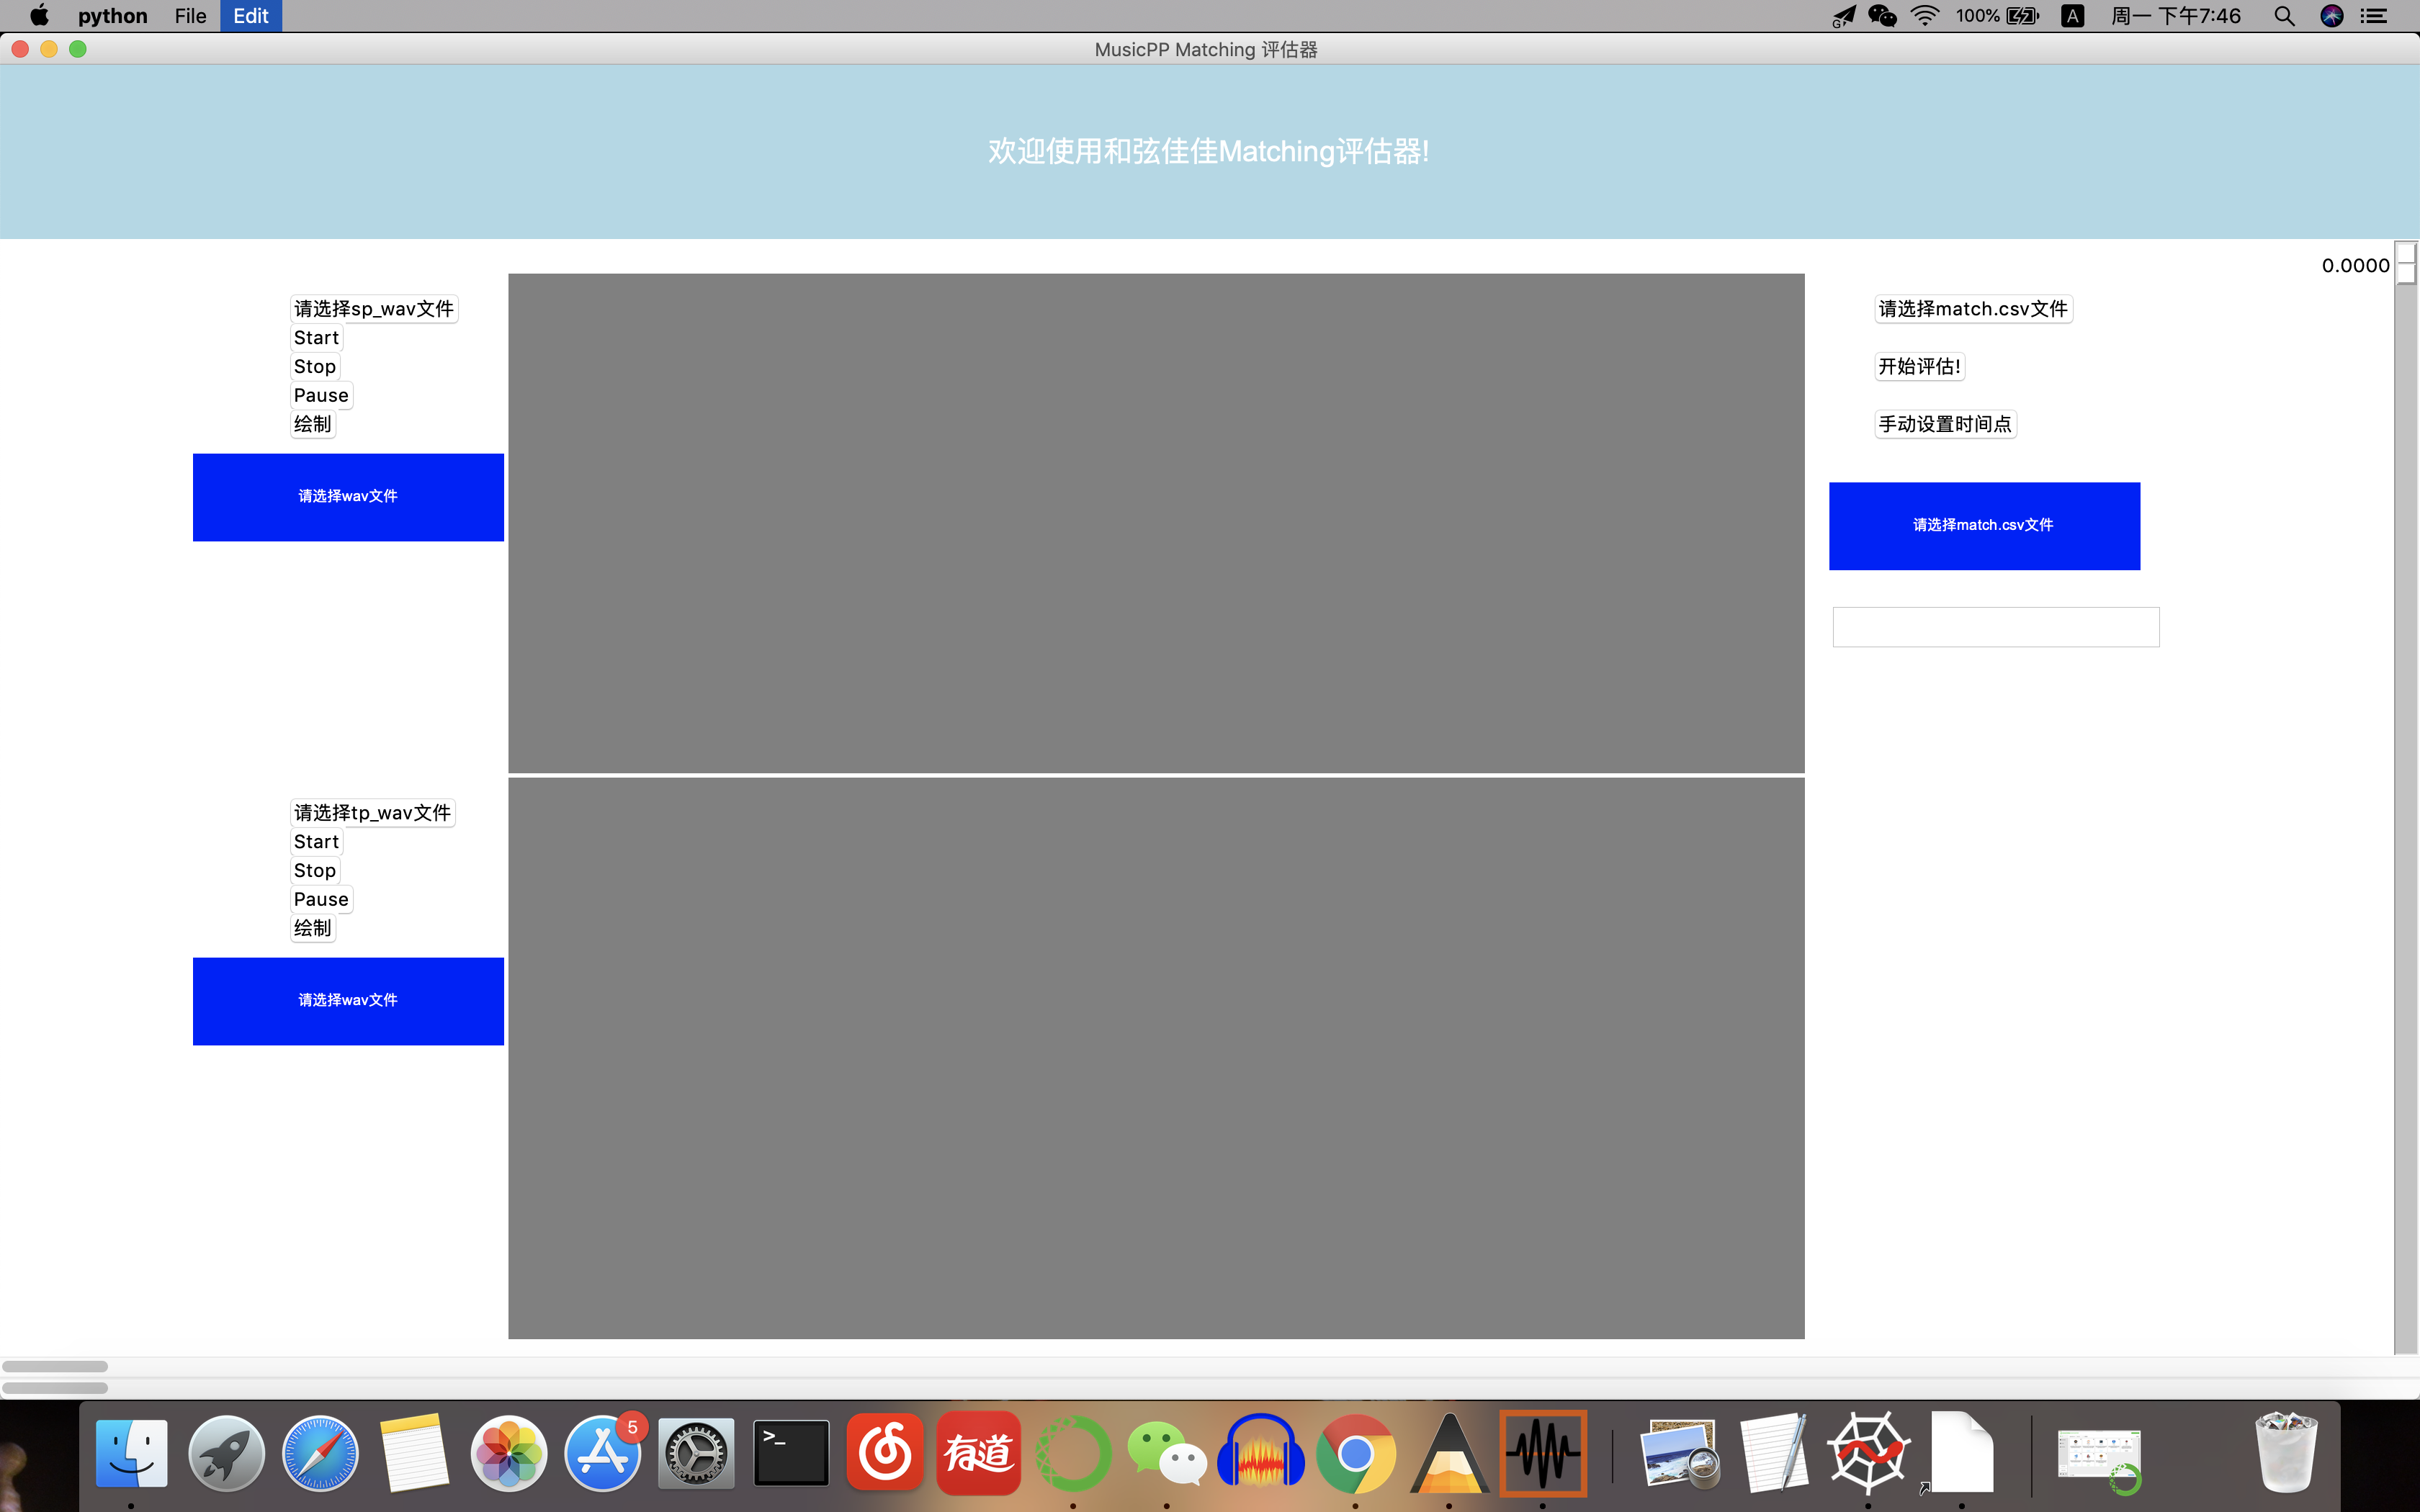 python File Edit
100% A 周一 下午7:46
MusicPP Matching 评估器
欢迎使用和弦佳佳Matching评估器!
0.0000
请选择sp_wav文件
Start
Stop
Pause
绘制
请选择wav文件
请选择match.csv文件
开始评估!
手动设置时间点
请选择match.csv文件
请选择tp_wav文件
Start
Stop
Pause
绘制
请选择wav文件
5
>_
有道